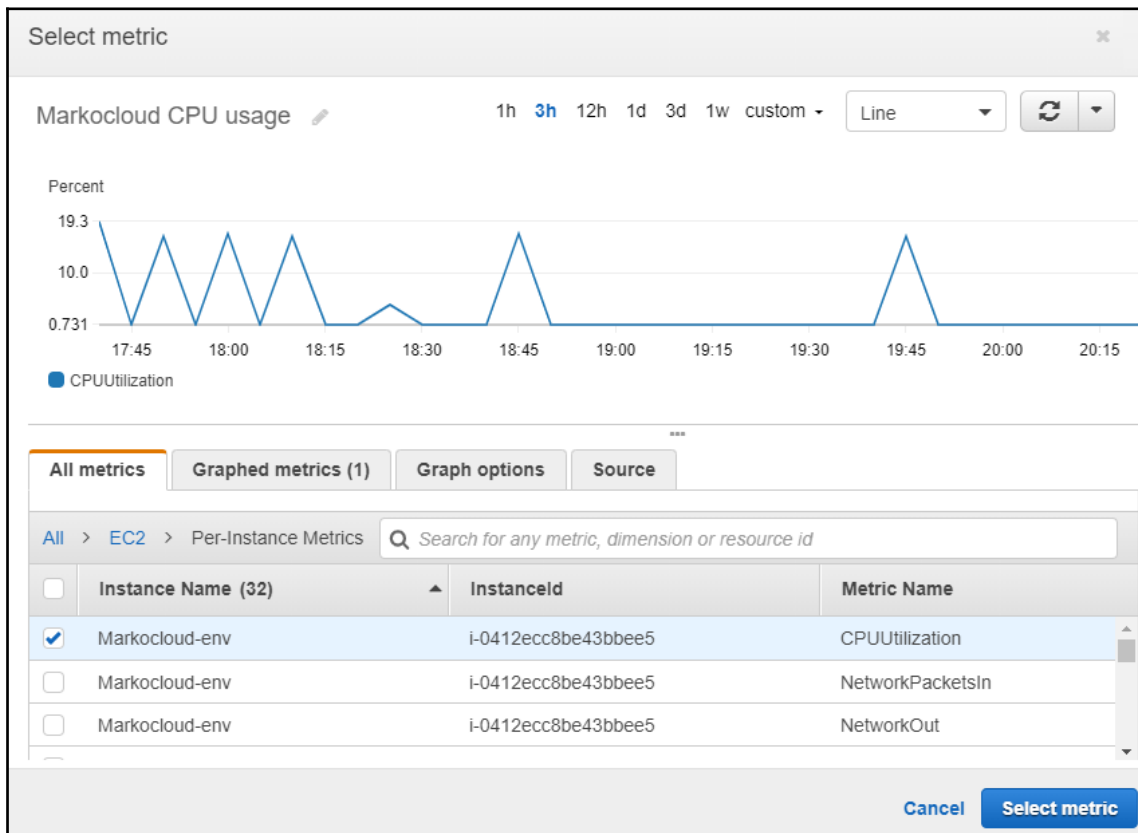 Select metric
Markocloud CPU usage 1h 3h 12h 1d 3d 1w custom Line
Percent
19.3
10.0
0.731
17:45 18:00 18:15 18:30 18:45 19:00 19:15 19:30 19:45 20:00 20:15
CPUUtilization
All metrics Graphed metrics (1) Graph options Source
All > EC2 > Per-Instance Metrics Search for any metric, dimension or resource id
Instance Name (32) InstanceId Metric Name
Markocloud-env i-0412ecc8be43bbee5 CPUUtilization
Markocloud-env i-0412ecc8be43bbee5 NetworkPacketsIn
Markocloud-env i-0412ecc8be43bbee5 NetworkOut
Cancel Select metric